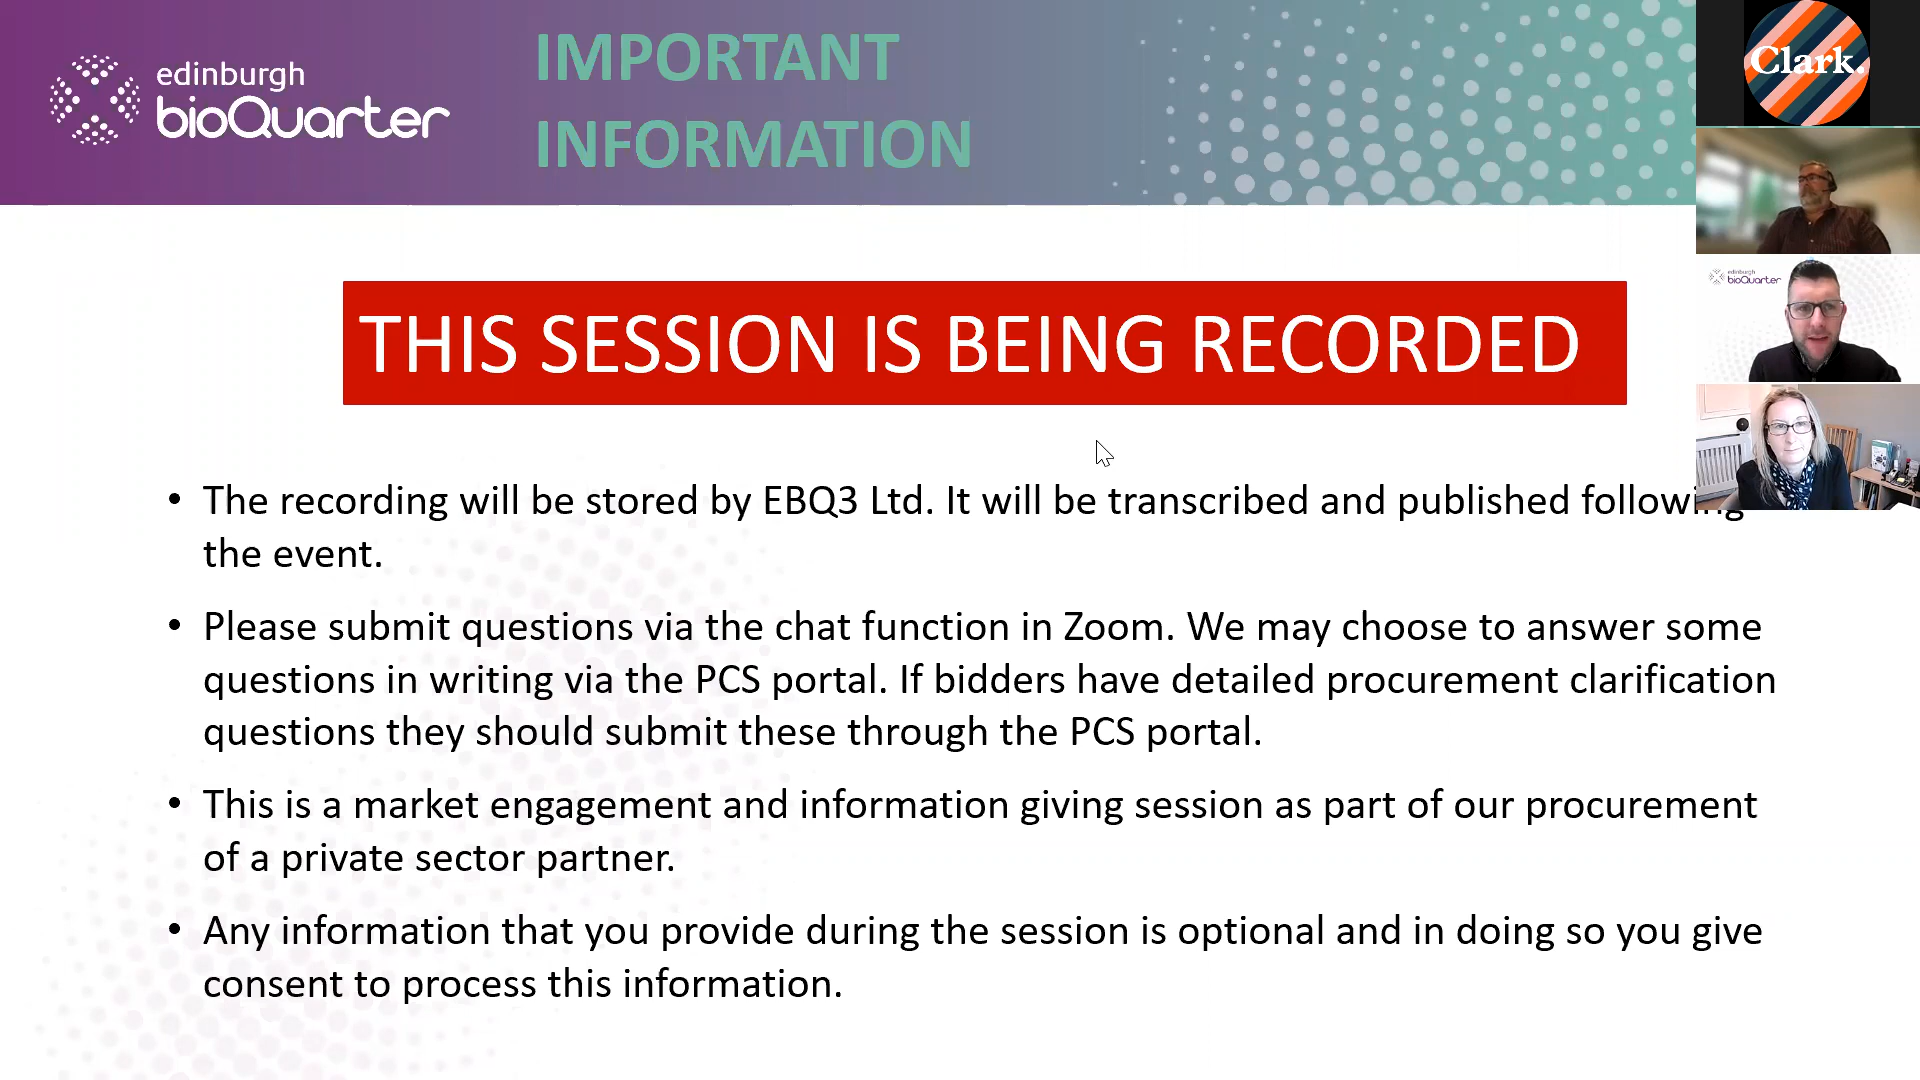 edinburgh
bioQuarter
IMPORTANT
INFORMATION
Clark.
edinburgh
bioQuarter
THIS SESSION IS BEING RECORDED
• The recording will be stored by EBQ3 Ltd. It will be transcribed and published following
the event.
• Please submit questions via the chat function in Zoom. We may choose to answer some
questions in writing via the PCS portal. If bidders have detailed procurement clarification
questions they should submit these through the PCS portal.
• This is a market engagement and information giving session as part of our procurement
of a private sector partner.
• Any information that you provide during the session is optional and in doing so you give
consent to process this information.